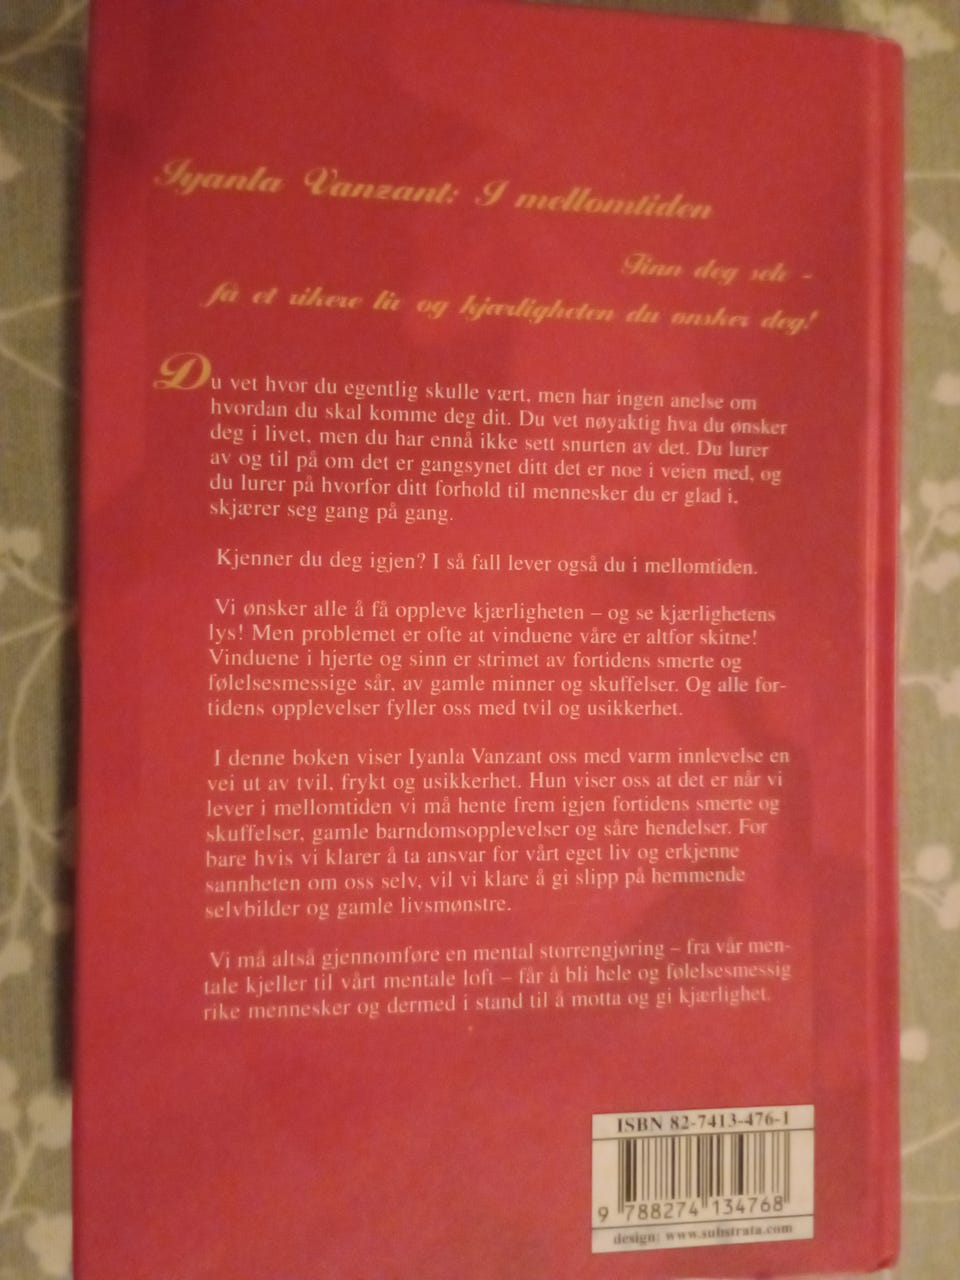 Iyanla Vanzant: I mellomtiden
Finn deg selv -
få et rikere liv og kjærligheten du ønsker deg!
Du vet hvor du egentlig skulle vært, men har ingen anelse om
hvordan du skal komme deg dit. Du vet nøyaktig hva du ønsker
deg i livet, men du har ennå ikke sett snurten av det. Du lurer
av og til på om det er gangsynet ditt det er noe i veien med, og
du lurer på hvorfor ditt forhold til mennesker du er glad i,
skjærer seg gang på gang.
Kjenner du deg igjen? I så fall lever også du i mellomtiden.
Vi ønsker alle å få oppleve kjærligheten – og se kjærlighetens
lys! Men problemet er ofte at vinduene våre er altfor skitne!
Vinduene i hjerte og sinn er strimet av fortidens smerte og
følelsesmessige sår, av gamle minner og skuffelser. Og alle for-
tidens opplevelser fyller oss med tvil og usikkerhet.
I denne boken viser Iyanla Vanzant oss med varm innlevelse en
vei ut av tvil, frykt og usikkerhet. Hun viser oss at det er når vi
lever i mellomtiden vi må hente frem igjen fortidens smerte og
skuffelser, gamle barndomsopplevelser og såre hendelser. For
bare hvis vi klarer å ta ansvar for vårt eget liv og erkjenne
sannheten om oss selv, vil vi klare å gi slipp på hemmende
selvbilder og gamle livsmønstre.
Vi må altså gjennomføre en mental storrengjøring – fra vår men-
tale kjeller til vårt mentale loft – får å bli hele og følelsesmessig
rike mennesker og dermed i stand til å motta og gi kjærlighet.
ISBN 82-7413-476-1
9 788274 134768
design: www.substrata.com